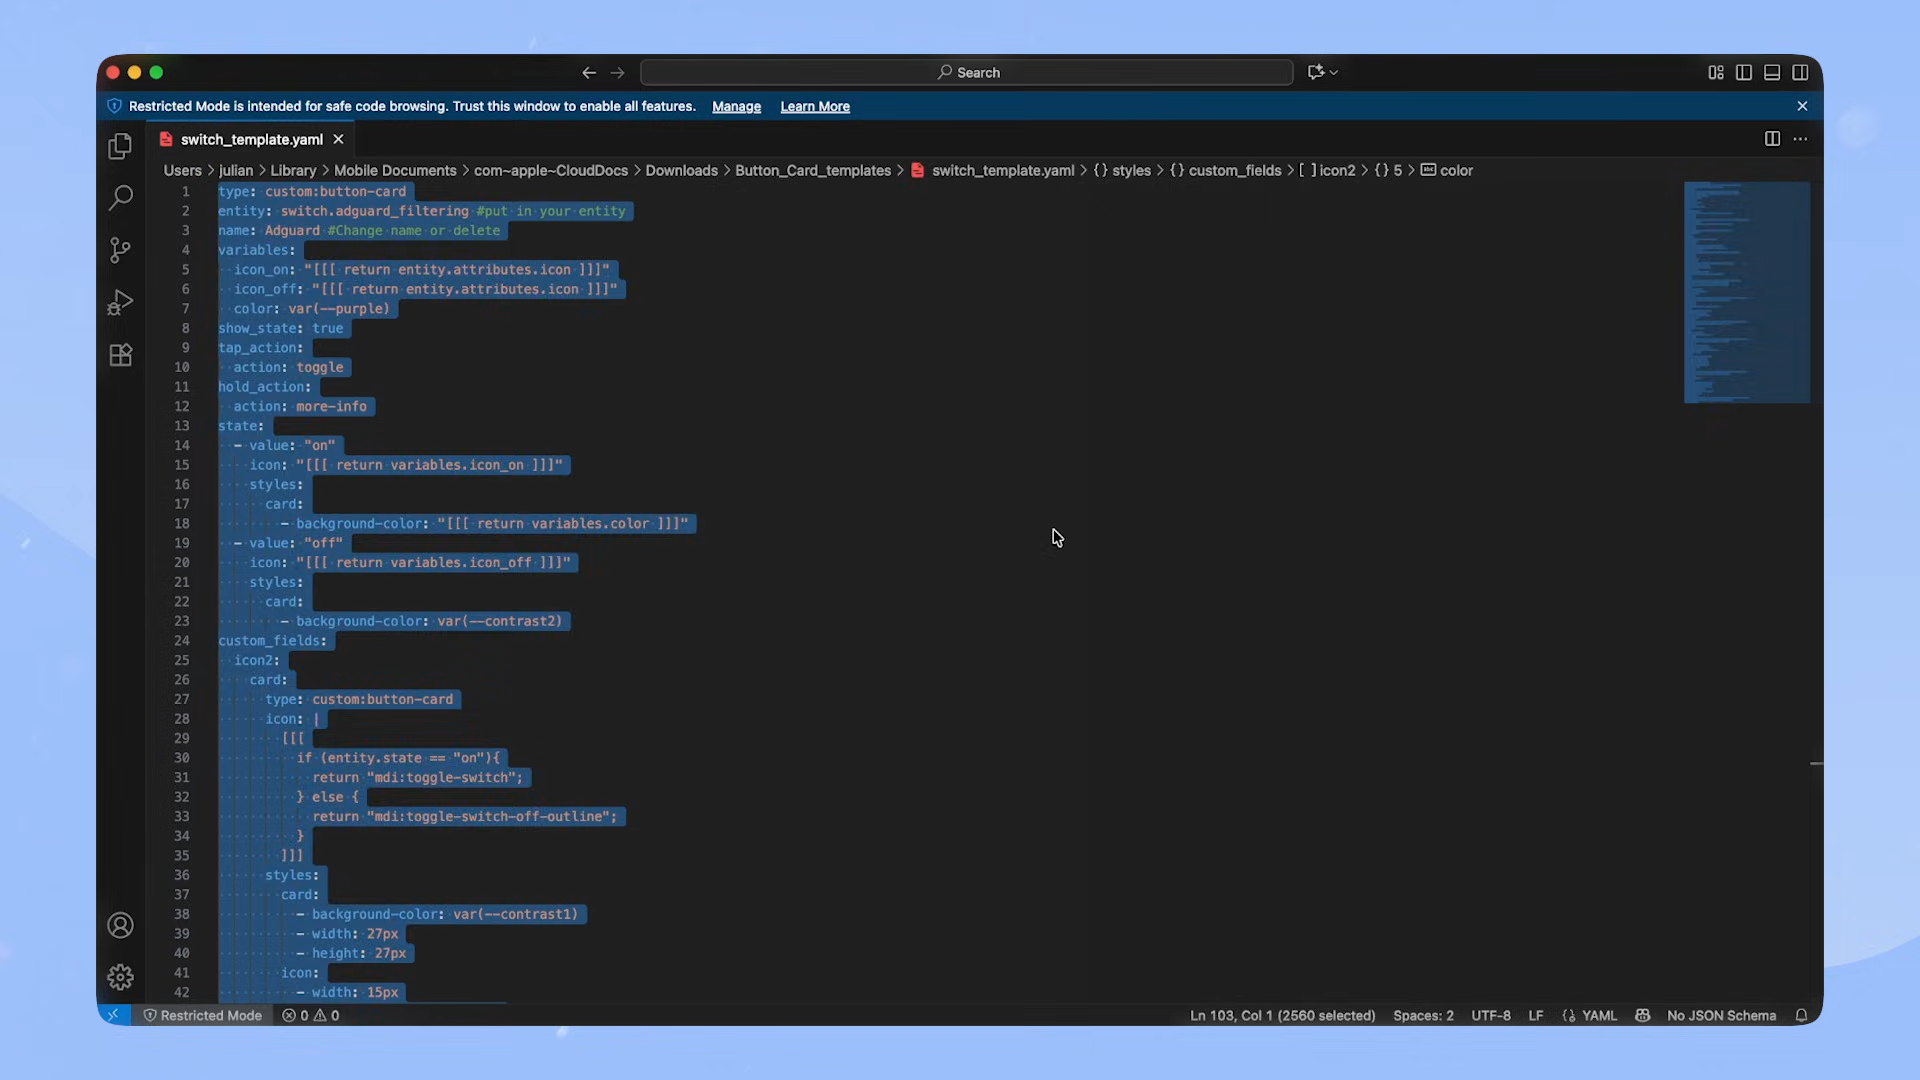 Search
Restricted Mode is intended for safe code browsing. Trust this window to enable all features. Manage Learn More
switch_template.yaml
Users > julian > Library > Mobile Documents > com~apple~CloudDocs > Downloads > Button_Card_templates > switch_template.yaml > {} styles > {} custom_fields > [ ] icon2 > {} 5 > color
1 type: custom:button-card
2 entity: switch.adguard_filtering #put in your entity
3 name: Adguard #Change name or delete
4 variables:
5   icon_on: "[[[ return entity.attributes.icon ]]]"
6   icon_off: "[[[ return entity.attributes.icon ]]]"
7   color: var(--purple)
8 show_state: true
9 tap_action:
10   action: toggle
11 hold_action:
12   action: more-info
13 state:
14   - value: "on"
15     icon: "[[[ return variables.icon_on ]]]"
16     styles:
17       card:
18         - background-color: "[[[ return variables.color ]]]"
19   - value: "off"
20     icon: "[[[ return variables.icon_off ]]]"
21     styles:
22       card:
23         - background-color: var(--contrast2)
24 custom_fields:
25   icon2:
26     card:
27       type: custom:button-card
28       icon: |
29         [[[
30           if (entity.state == "on"){
31             return "mdi:toggle-switch";
32           } else {
33             return "mdi:toggle-switch-off-outline";
34           }
35         ]]]
36       styles:
37         card:
38           - background-color: var(--contrast1)
39           - width: 27px
40           - height: 27px
41         icon:
42           - width: 15px
Restricted Mode 0 0 Ln 103, Col 1 (2560 selected) Spaces: 2 UTF-8 LF {} YAML No JSON Schema